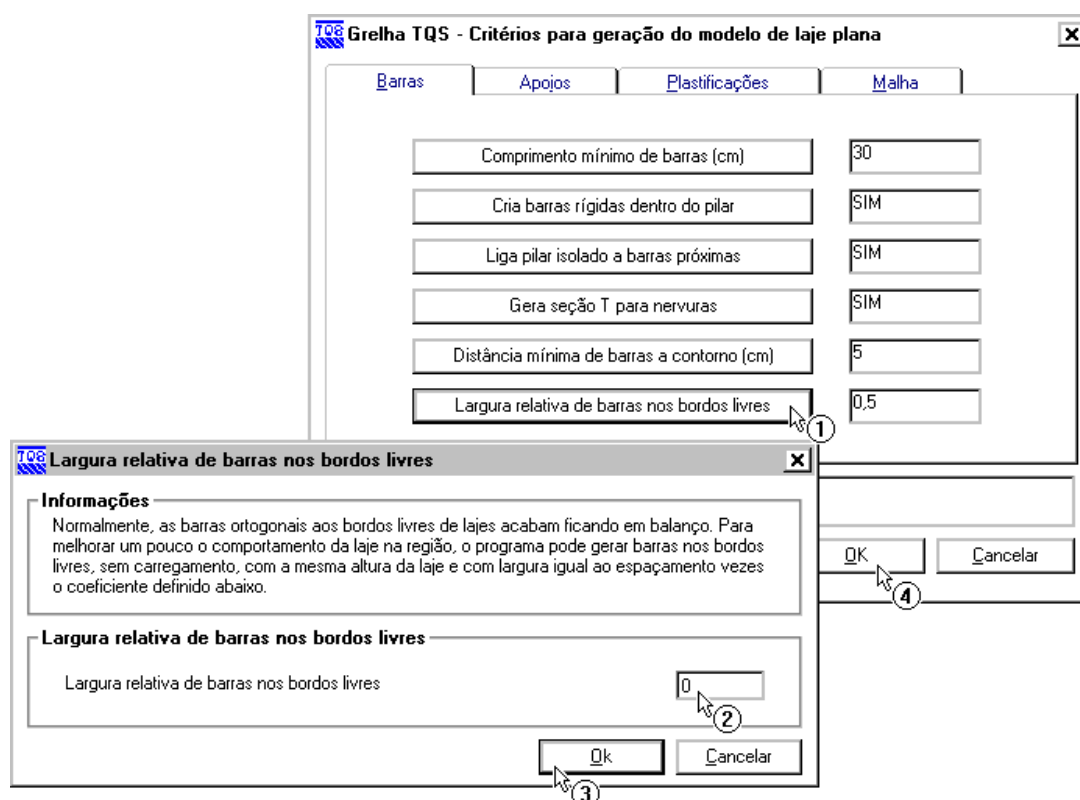 TQS Grelha TQS - Critérios para geração do modelo de laje plana
Barras Apojos Plastificações Malha
Comprimento mínimo de barras (cm) 30
Cria barras rígidas dentro do pilar SIM
Liga pilar isolado a barras próximas SIM
Gera seção T para nervuras SIM
Distância mínima de barras a contorno (cm) 5
Largura relativa de barras nos bordos livres 0,5
1
OK Cancelar
4
TQS Largura relativa de barras nos bordos livres
Informações
Normalmente, as barras ortogonais aos bordos livres de lajes acabam ficando em balanço. Para
melhorar um pouco o comportamento da laje na região, o programa pode gerar barras nos bordos
livres, sem carregamento, com a mesma altura da laje e com largura igual ao espaçamento vezes
o coeficiente definido abaixo.
Largura relativa de barras nos bordos livres
Largura relativa de barras nos bordos livres 0
2
Ok Cancelar
3